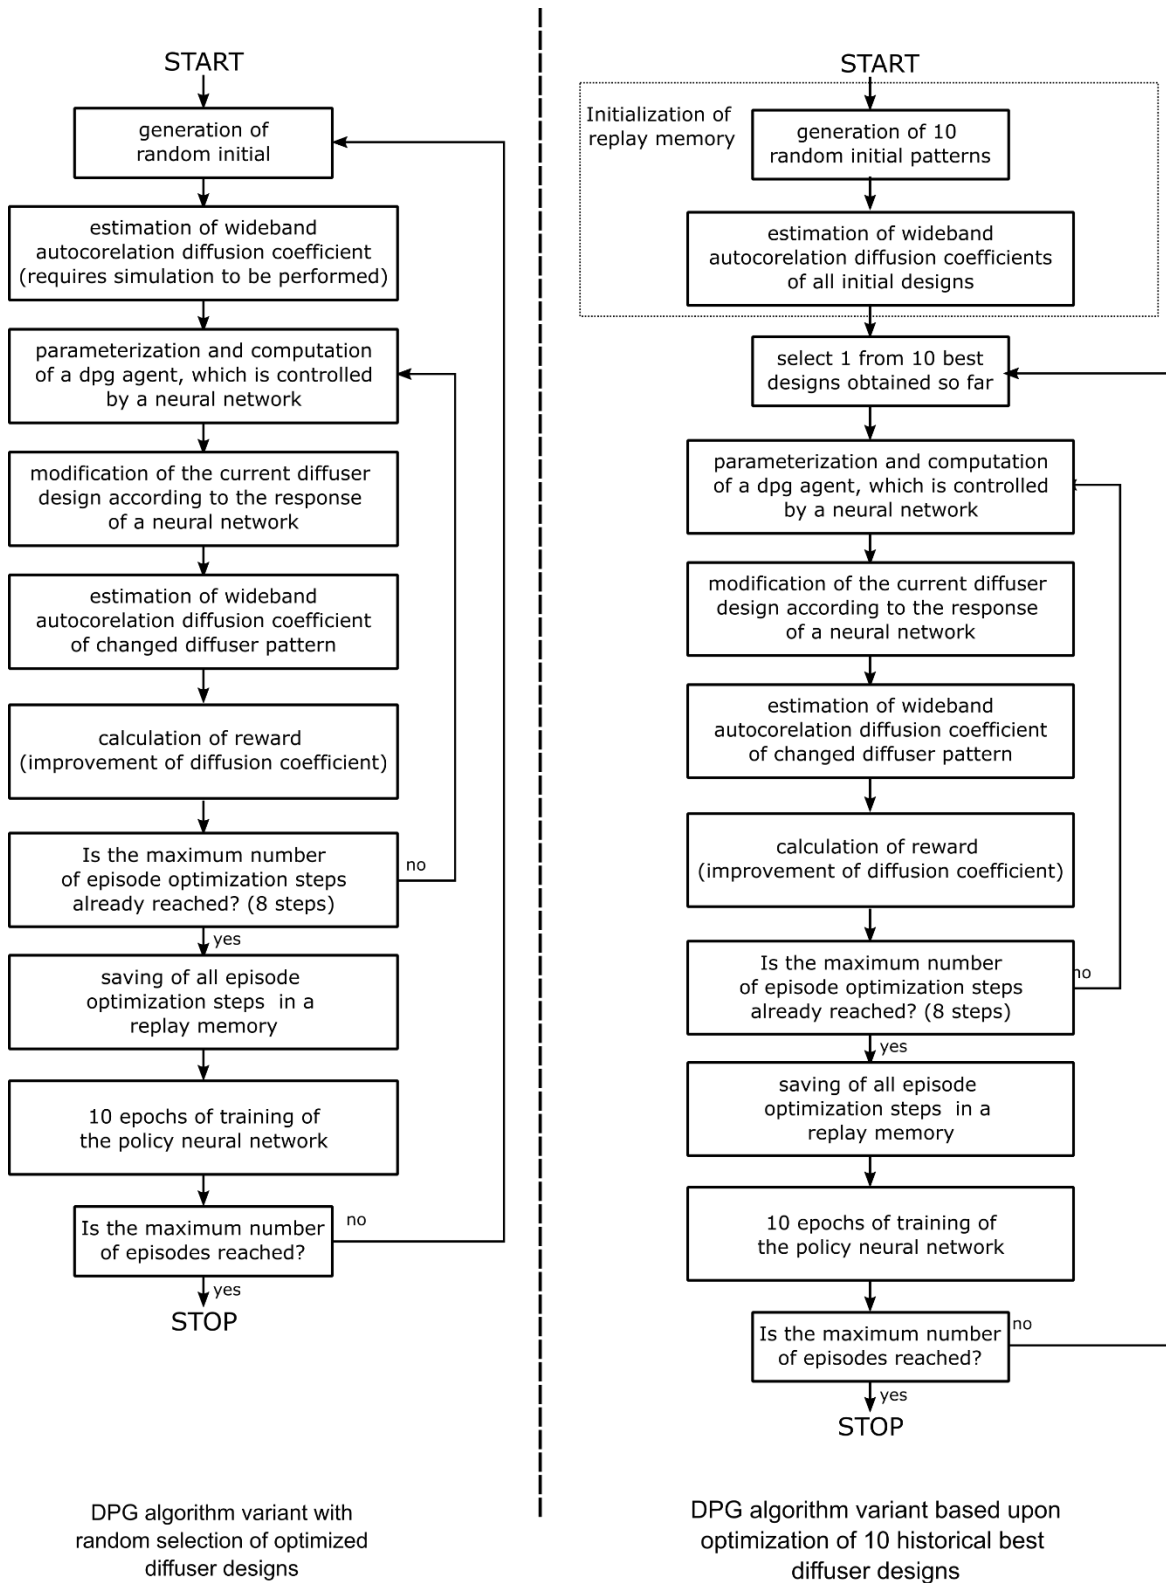 START
generation of
random initial
estimation of wideband
autocorelation diffusion coefficient
(requires simulation to be performed)
parameterization and computation
of a dpg agent, which is controlled
by a neural network
modification of the current diffuser
design according to the response
of a neural network
estimation of wideband
autocorelation diffusion coefficient
of changed diffuser pattern
calculation of reward
(improvement of diffusion coefficient)
Is the maximum number
of episode optimization steps
already reached? (8 steps)
no
yes
saving of all episode
optimization steps in a
replay memory
10 epochs of training of
the policy neural network
Is the maximum number
of episodes reached?
no
yes
STOP
DPG algorithm variant with
random selection of optimized
diffuser designs
START
Initialization of
replay memory
generation of 10
random initial patterns
estimation of wideband
autocorelation diffusion coefficients
of all initial designs
select 1 from 10 best
designs obtained so far
parameterization and computation
of a dpg agent, which is controlled
by a neural network
modification of the current diffuser
design according to the response
of a neural network
estimation of wideband
autocorelation diffusion coefficient
of changed diffuser pattern
calculation of reward
(improvement of diffusion coefficient)
Is the maximum number
of episode optimization steps
already reached? (8 steps)
no
yes
saving of all episode
optimization steps in a
replay memory
10 epochs of training of
the policy neural network
Is the maximum number
of episodes reached?
no
yes
STOP
DPG algorithm variant based upon
optimization of 10 historical best
diffuser designs